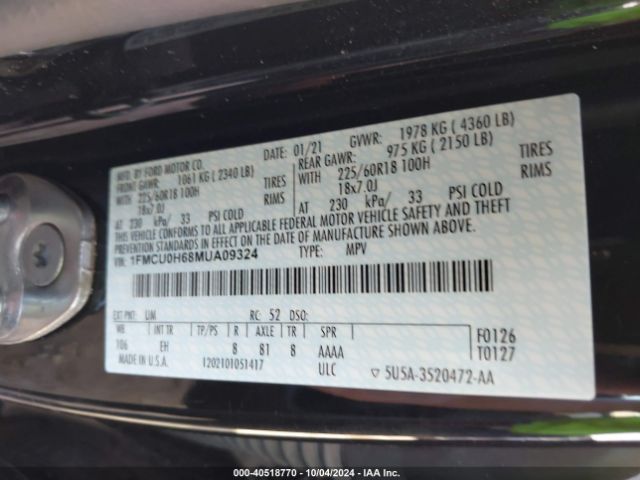 MFD. BY FORD MOTOR CO. DATE: 01/21 GVWR: 1978 KG ( 4360 LB)
FRONT GAWR: 1061 KG ( 2340 LB) REAR GAWR: 975 KG ( 2150 LB)
WITH 225/60R18 100H TIRES WITH 225/60R18 100H TIRES
18x7.0J 18x7.0J
AT 230 kPa/ 33 PSI COLD AT 230 kPa/ 33 PSI COLD
THIS VEHICLE CONFORMS TO ALL APPLICABLE FEDERAL MOTOR VEHICLE SAFETY AND THEFT
PREVENTION STANDARDS IN EFFECT ON THE DATE OF MANUFACTURE SHOWN ABOVE.
VIN: 1FMCU0H68MUA09324 TYPE: MPV
EXT PNT: UM RC: 52 DSO:
WB INT TR TP/PS R AXLE TR SPR F0126
106 EH 8 81 8 AAAA T0127
MADE IN U.S.A. 1202101051417 ULC ▽ 5U5A-3520472-AA
000-40518770 - 10/04/2024 - IAA Inc.